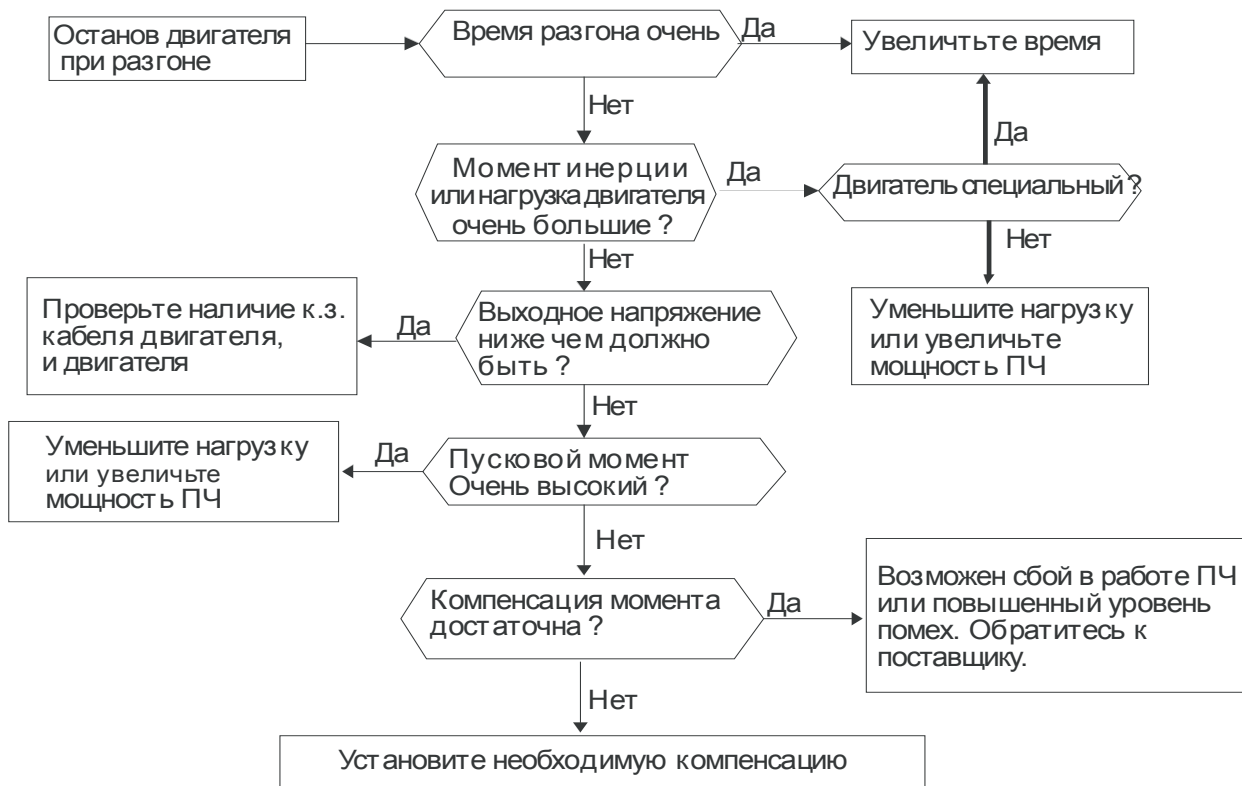 Останов двигателя
при разгоне
Время разгона очень
Да
Увеличтьте время
Нет
Да
Момент инерции
или нагрузка двигателя
очень большие ?
Да
Двигатель специальный ?
Нет
Нет
Проверьте наличие к.з.
кабеля двигателя,
и двигателя
Да
Выходное напряжение
ниже чем должно
быть ?
Уменьшите нагрузку
или увеличьте
мощность ПЧ
Нет
Уменьшите нагрузку
или увеличьте
мощность ПЧ
Да
Пусковой момент
Очень высокий ?
Нет
Компенсация момента
достаточна ?
Да
Возможен сбой в работе ПЧ
или повышенный уровень
помех. Обратитесь к
поставщику.
Нет
Установите необходимую компенсацию